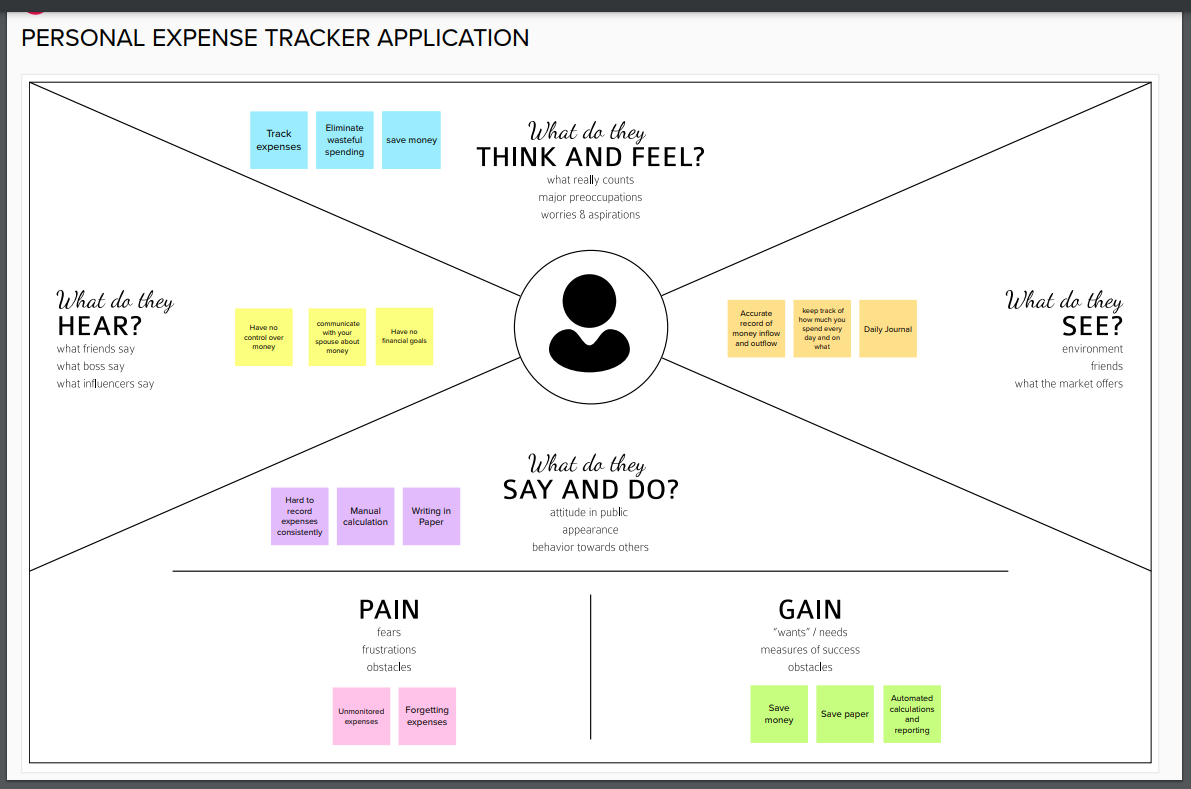 PERSONAL EXPENSE TRACKER APPLICATION
Track
expenses
Eliminate
wasteful
spending
save money
What do they
THINK AND FEEL?
what really counts
major preoccupations
worries & aspirations
What do they
HEAR?
what friends say
what boss say
what influencers say
Have no
control over
money
communicate
with your
spouse about
money
Have no
financial goals
Accurate
record of
money inflow
and outflow
keep track of
how much you
spend every
day and on
what
Daily Journal
What do they
SEE?
environment
friends
what the market offers
What do they
SAY AND DO?
attitude in public
appearance
behavior towards others
Hard to
record
expenses
consistently
Manual
calculation
Writing in
Paper
PAIN
fears
frustrations
obstacles
Unmonitored
expenses
Forgetting
expenses
GAIN
"wants" / needs
measures of success
obstacles
Save
money
Save paper
Automated
calculations
and
reporting